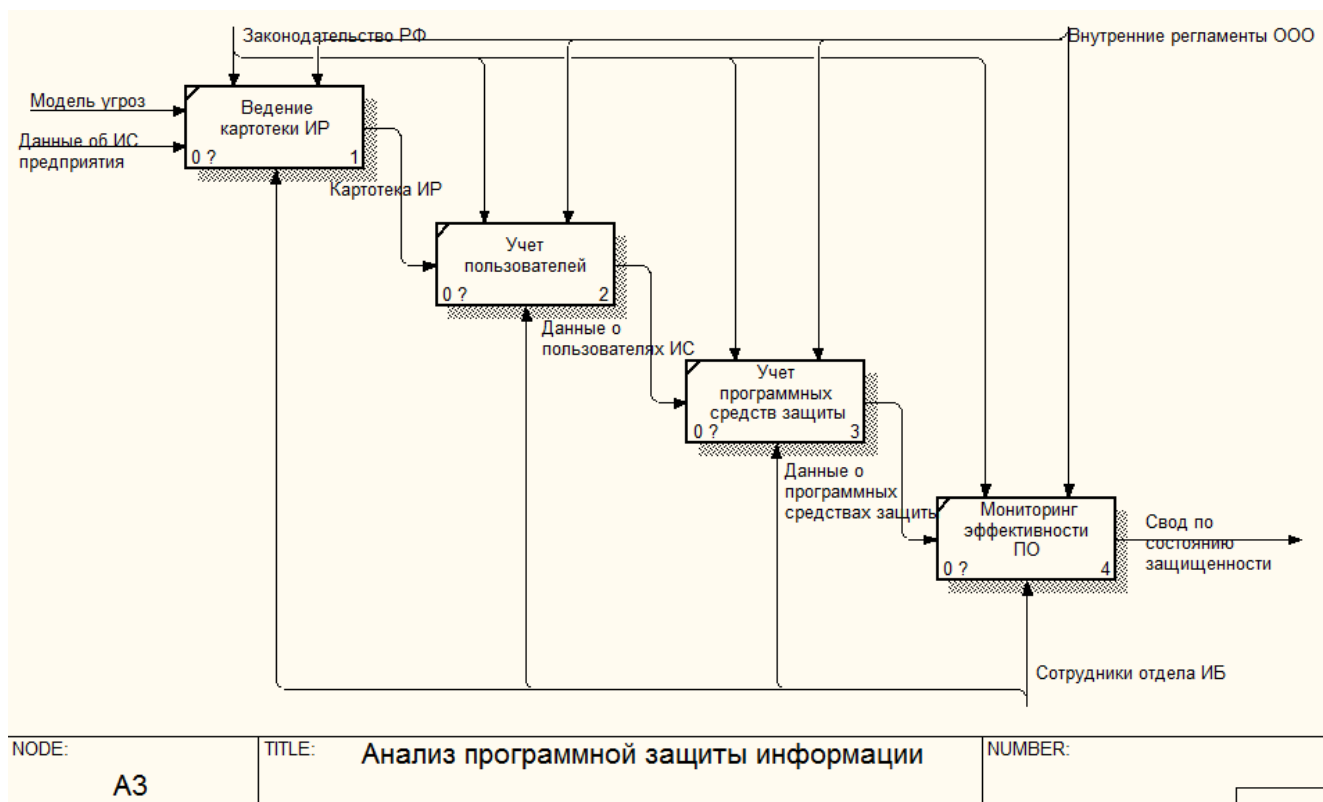 Законодательство РФ
Внутренние регламенты ООО
Модель угроз
Данные об ИС
предприятия
Ведение
картотеки ИР
0 ? 1
Картотека ИР
Учет
пользователей
0 ? 2
Данные о
пользователях ИС
Учет
программных
средств защиты
0 ? 3
Данные о
программных
средствах защиты
Мониторинг
эффективности
ПО
0 ? 4
Свод по
состоянию
защищенности
Сотрудники отдела ИБ
NODE:
A3
TITLE:
Анализ программной защиты информации
NUMBER: